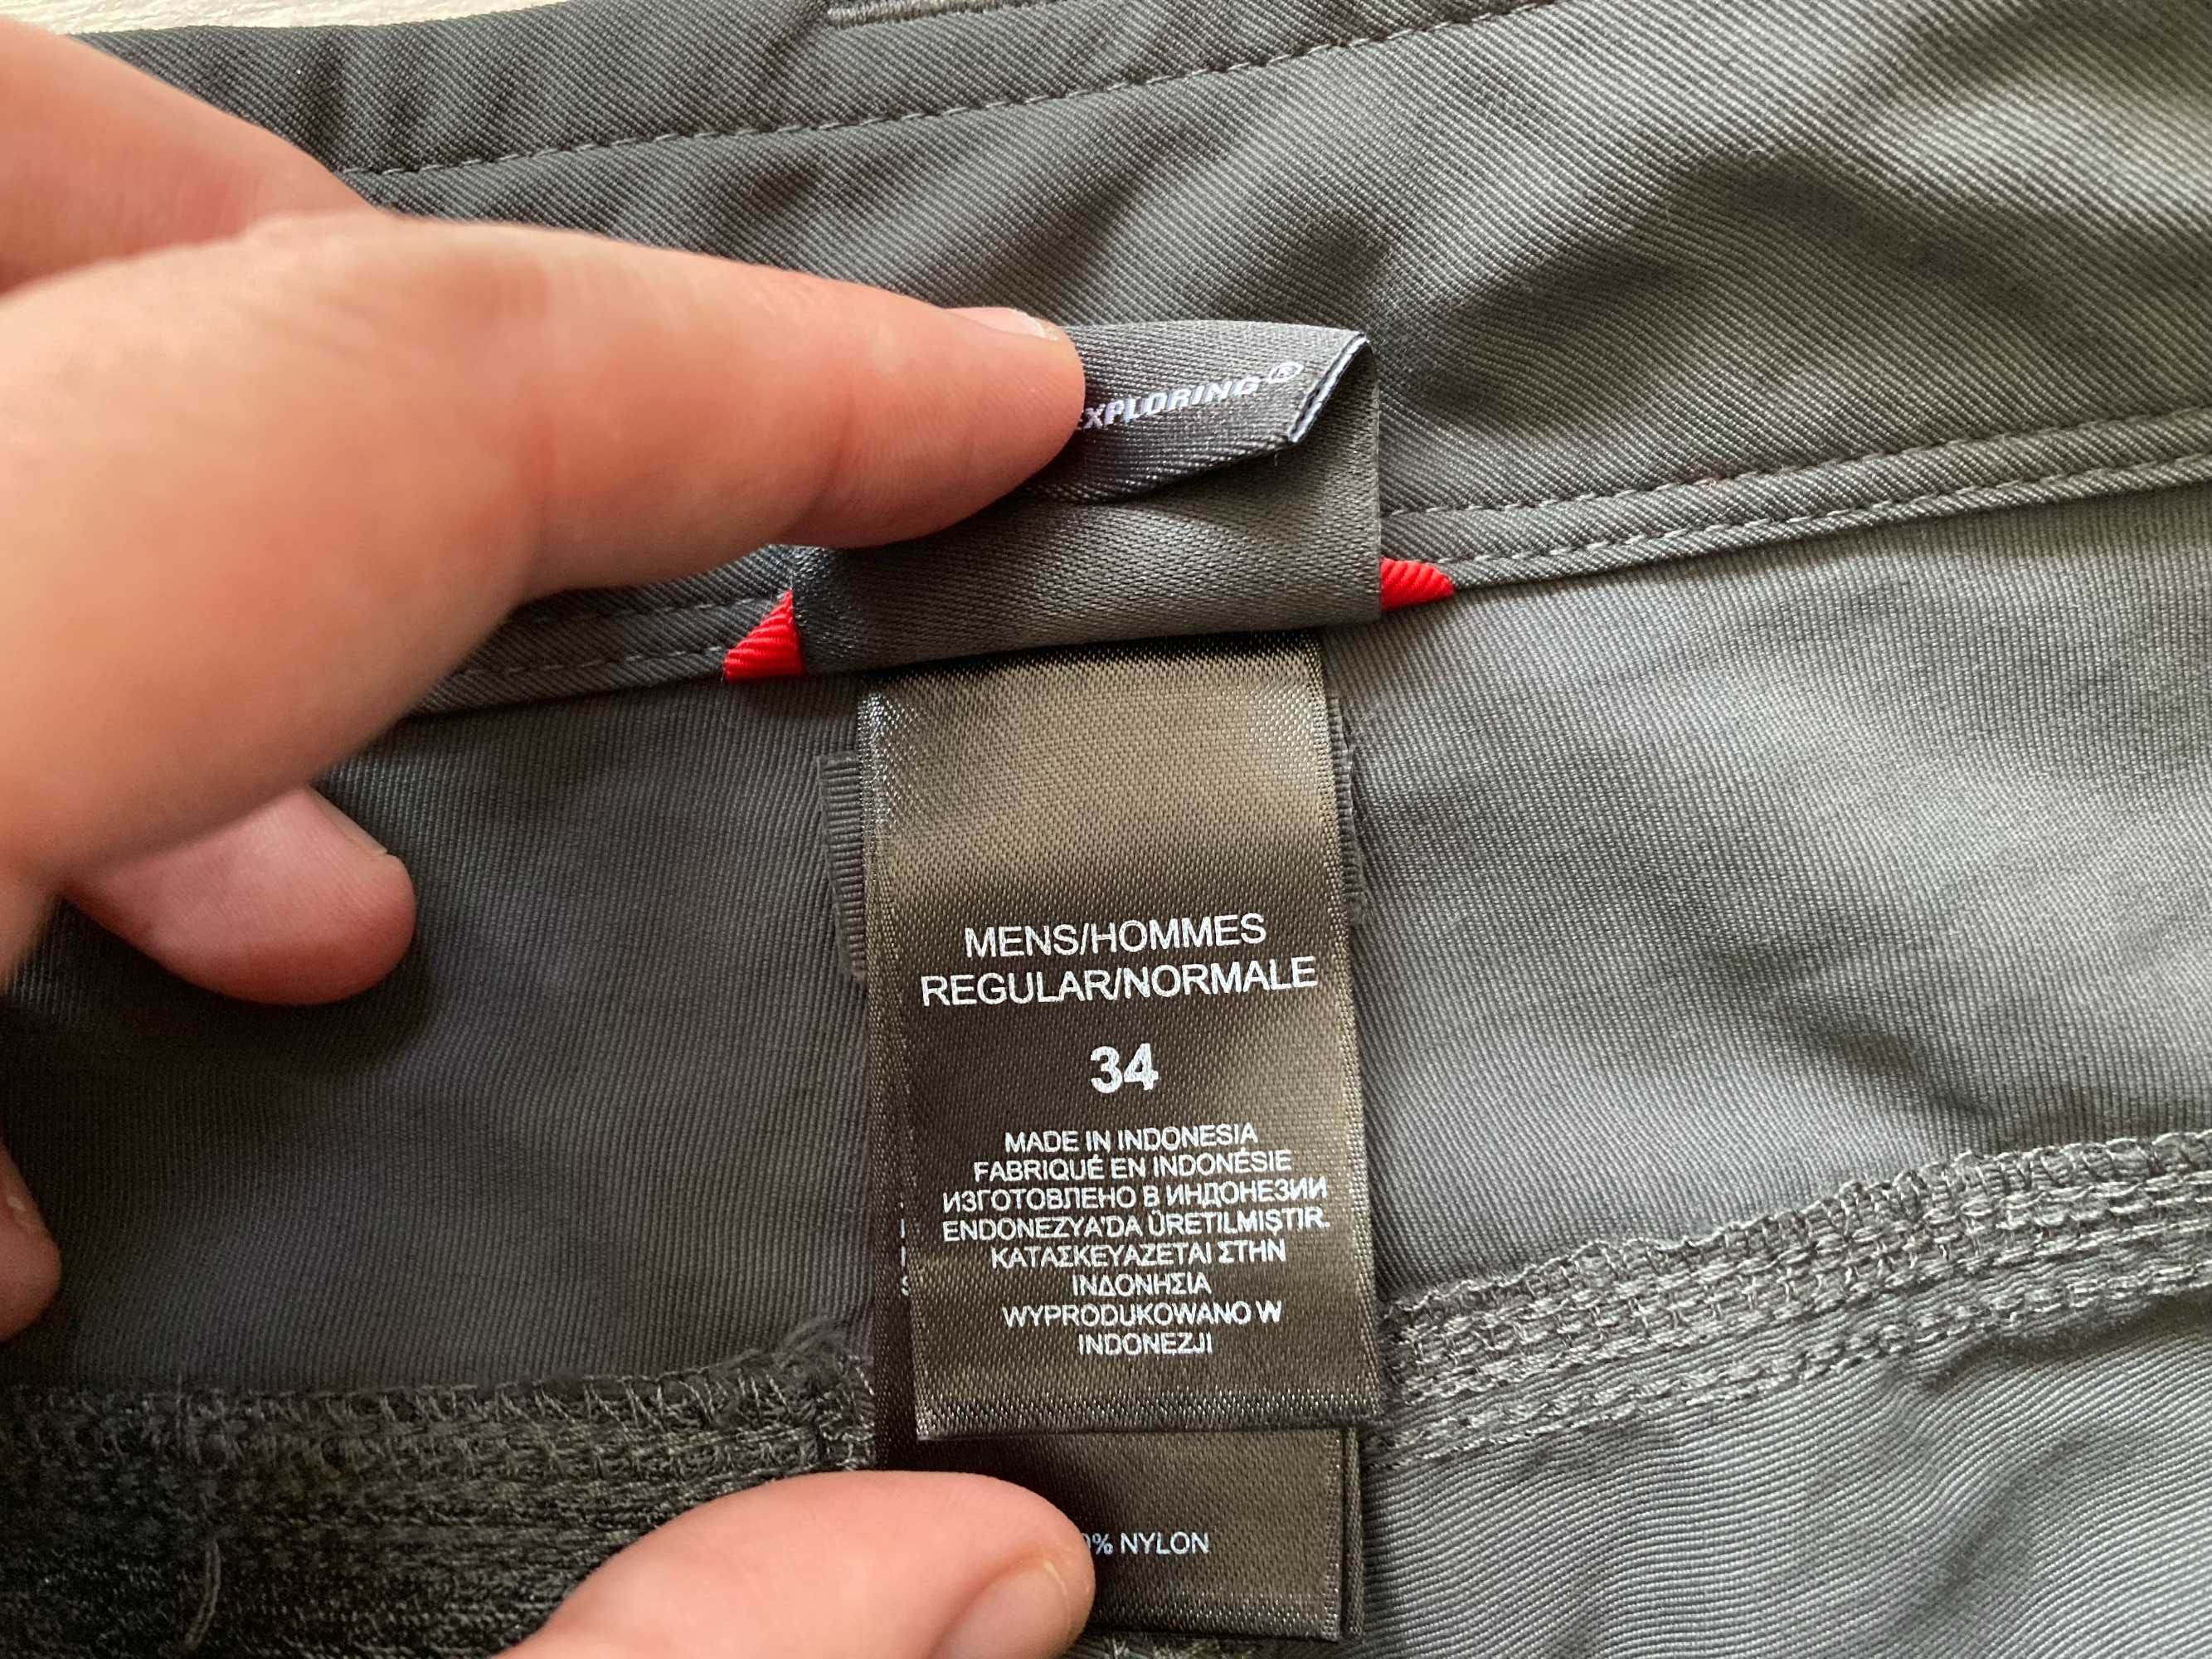 EXPLORING®
MENS/HOMMES
REGULAR/NORMALE
34
MADE IN INDONESIA
FABRIQUÉ EN INDONÉSIE
ИЗГОТОВЛЕНО В ИНДОНЕЗИИ
ENDONEZYA'DA ÜRETILMIŞTIR.
ΚΑΤΑΣΚΕΥΑΖΕΤΑΙ ΣΤΗΝ
ΙΝΔΟΝΗΣΙΑ
WYPRODUKOWANO W
INDONEZJI
% NYLON